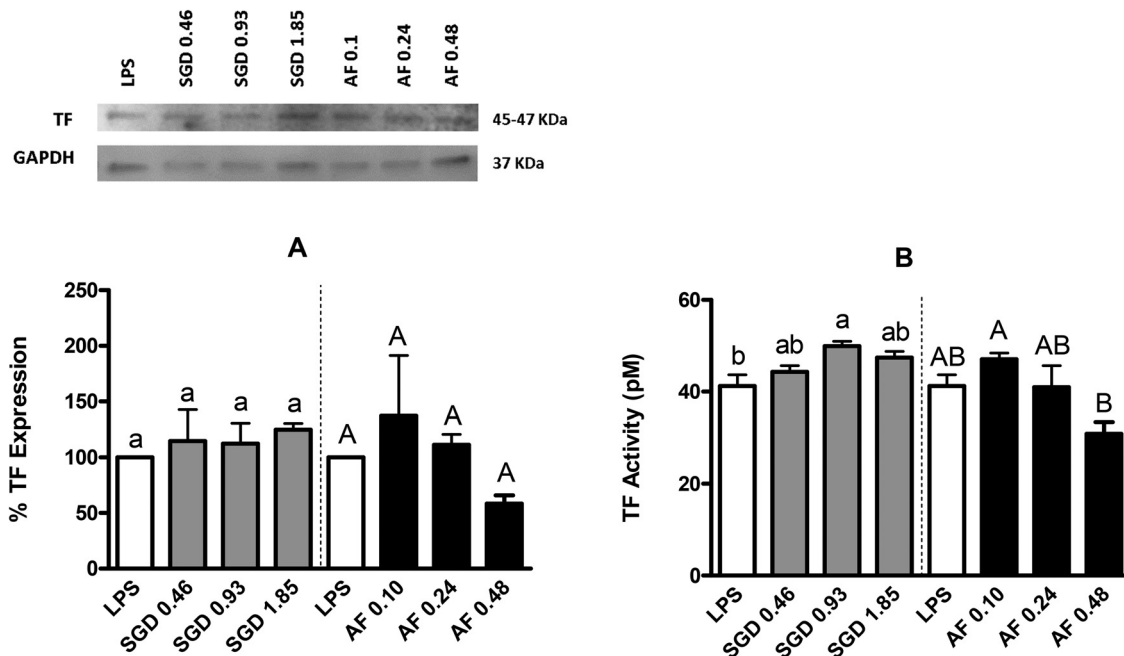 LPS SGD 0.46 SGD 0.93 SGD 1.85 AF 0.1 AF 0.24 AF 0.48
TF 45-47 KDa
GAPDH 37 KDa
A
% TF Expression
250
200
150
100
50
0
a a a a A A A A
LPS SGD 0.46 SGD 0.93 SGD 1.85 LPS AF 0.10 AF 0.24 AF 0.48
B
TF Activity (pM)
60
40
20
0
b ab a ab AB A AB B
LPS SGD 0.46 SGD 0.93 SGD 1.85 LPS AF 0.10 AF 0.24 AF 0.48